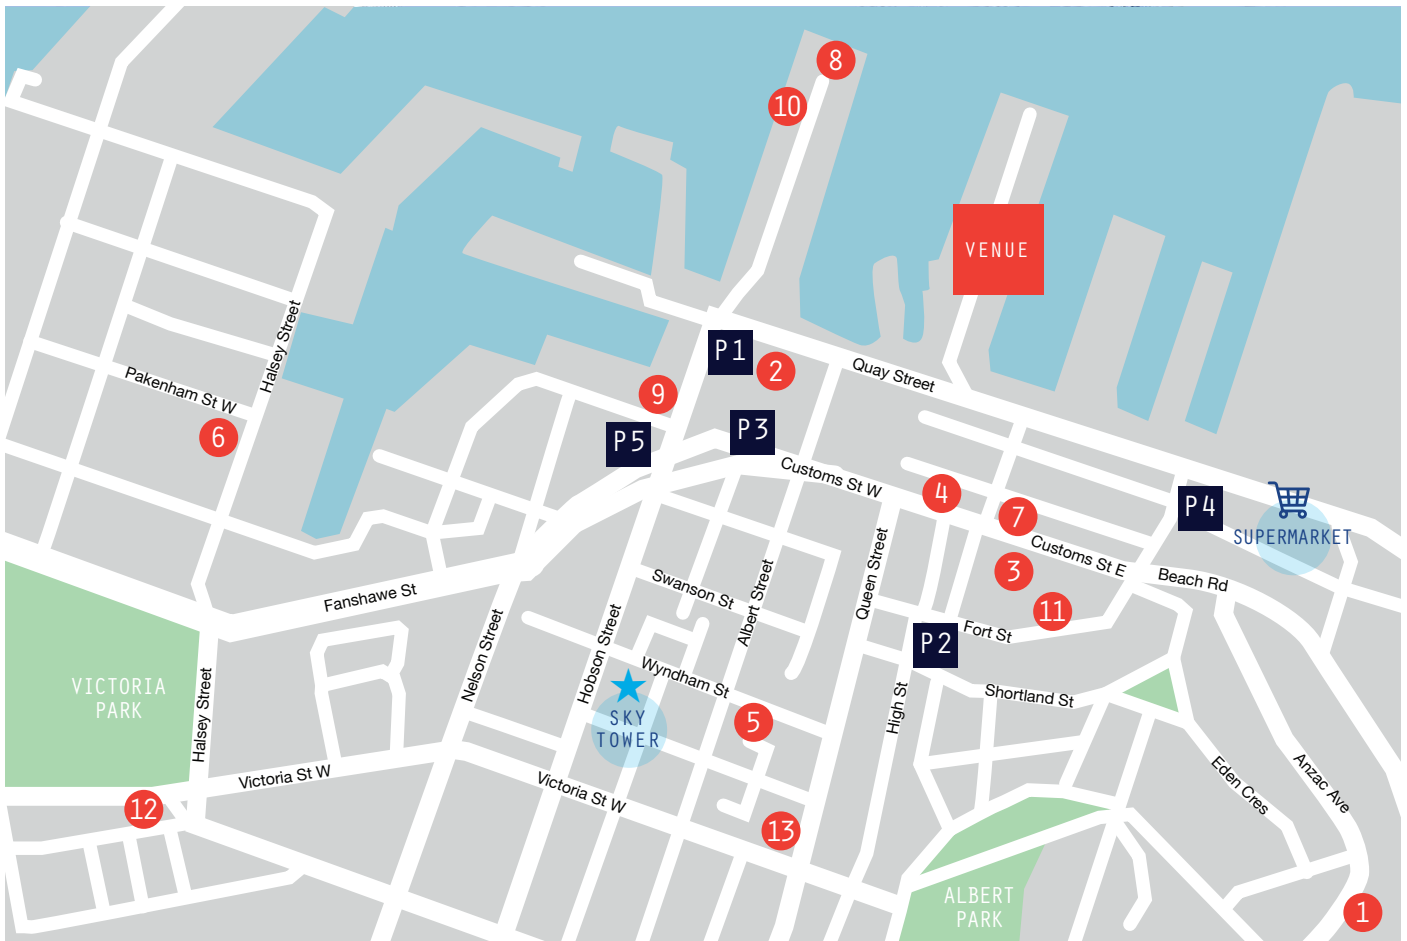 8
10
VENUE
Halsey Street
P1
2
Quay Street
Pakenham St W
9
6
P5
P3
Customs St W
4
7
P4
SUPERMARKET
Customs St E
3
Beach Rd
Fanshawe St
Swanson St
Albert Street
Queen Street
11
Fort St
P2
Nelson Street
Hobson Street
Wyndham St
VICTORIA
PARK
Halsey Street
SKY
TOWER
5
High St
Shortland St
Victoria St W
Victoria St W
Eden Cres
Anzac Ave
12
13
ALBERT
PARK
1